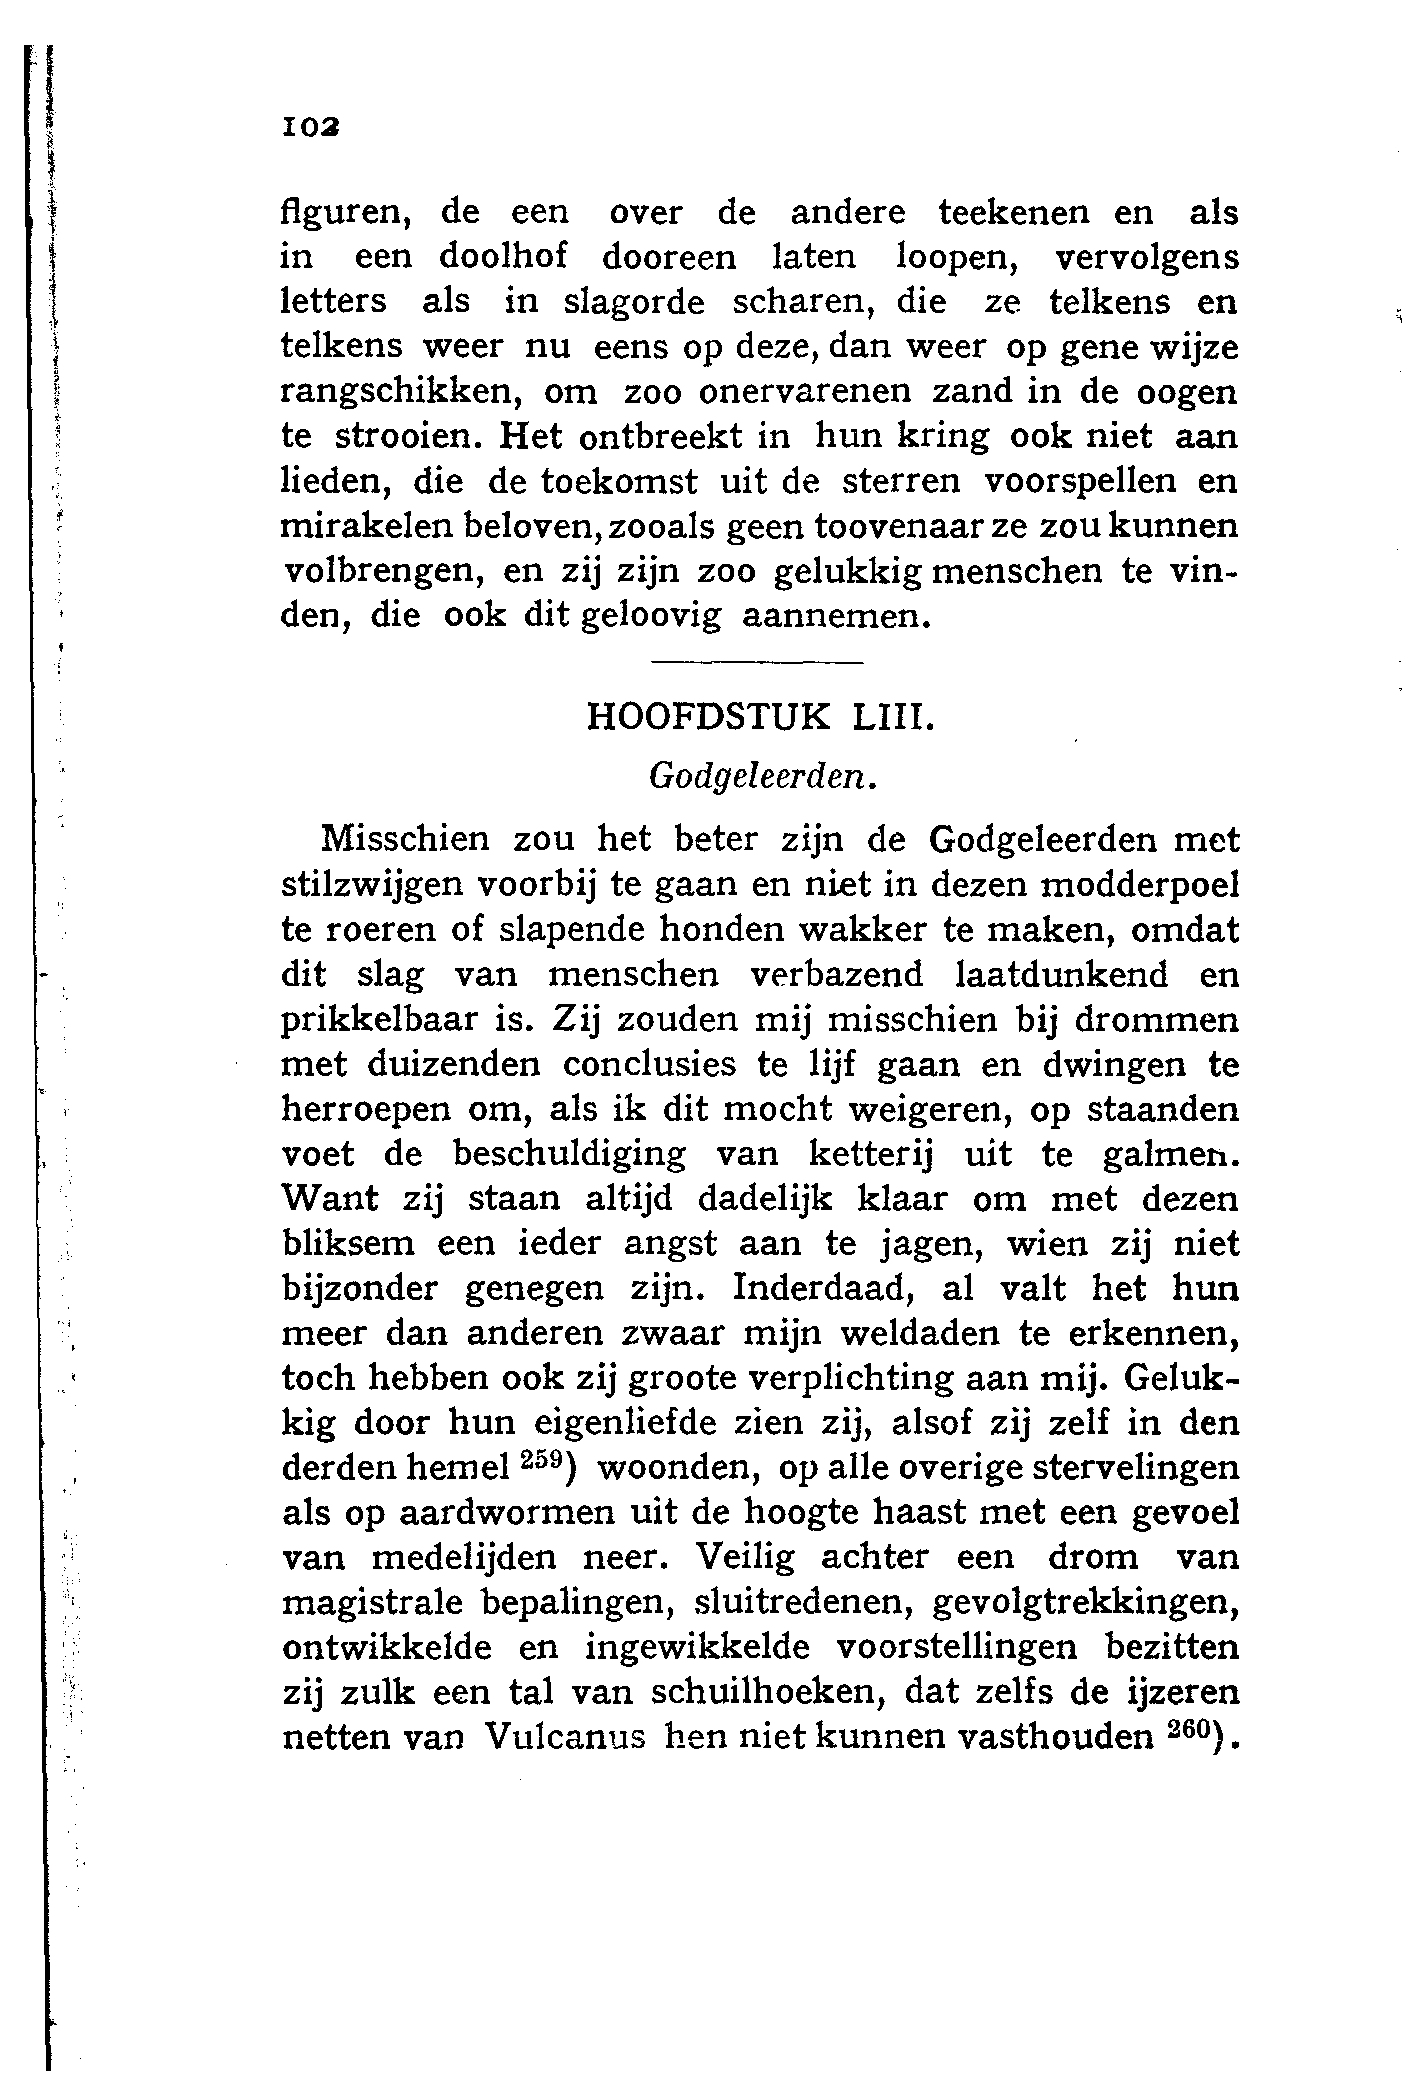 102
figuren, de een over de andere teekenen en als
in een doolhof dooreen laten loopen, vervolgens
letters als in slagorde scharen, die ze telkens en
telkens weer nu eens op deze, dan weer op gene wijze
rangschikken, om zoo onervarenen zand in de oogen
te strooien. Het ontbreekt in hun kring ook niet aan
lieden, die de toekomst uit de sterren voorspellen en
mirakelen beloven, zooals geen toovenaar ze zou kunnen
volbrengen, en zij zijn zoo gelukkig menschen te vin-
den, die ook dit geloovig aannemen.
HOOFDSTUK LIII.
Godgeleerden.
Misschien zou het beter zijn de Godgeleerden met
stilzwijgen voorbij te gaan en niet in dezen modderpoel
te roeren of slapende honden wakker te maken, omdat
dit slag van menschen verbazend laatdunkend en
prikkelbaar is. Zij zouden mij misschien bij drommen
met duizenden conclusies te lijf gaan en dwingen te
herroepen om, als ik dit mocht weigeren, op staanden
voet de beschuldiging van ketterij uit te galmen.
Want zij staan altijd dadelijk klaar om met dezen
bliksem een ieder angst aan te jagen, wien zij niet
bijzonder genegen zijn. Inderdaad, al valt het hun
meer dan anderen zwaar mijn weldaden te erkennen,
toch hebben ook zij groote verplichting aan mij. Geluk-
kig door hun eigenliefde zien zij, alsof zij zelf in den
derden hemel ²⁵⁹) woonden, op alle overige stervelingen
als op aardwormen uit de hoogte haast met een gevoel
van medelijden neer. Veilig achter een drom van
magistrale bepalingen, sluitredenen, gevolgtrekkingen,
ontwikkelde en ingewikkelde voorstellingen bezitten
zij zulk een tal van schuilhoeken, dat zelfs de ijzeren
netten van Vulcanus hen niet kunnen vasthouden ²⁶⁰).